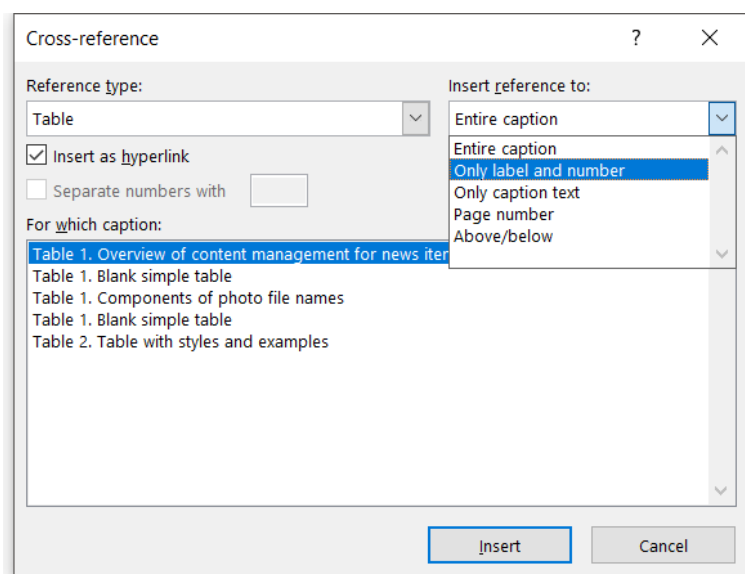 Cross-reference ?
Reference type: Insert reference to:
Table Entire caption
Insert as hyperlink Entire caption
Only label and number
Separate numbers with Only caption text
Page number
For which caption: Above/below
Table 1. Overview of content management for news
Table 1. Blank simple table
Table 1. Components of photo file names
Table 1. Blank simple table
Table 2. Table with styles and examples
Insert Cancel